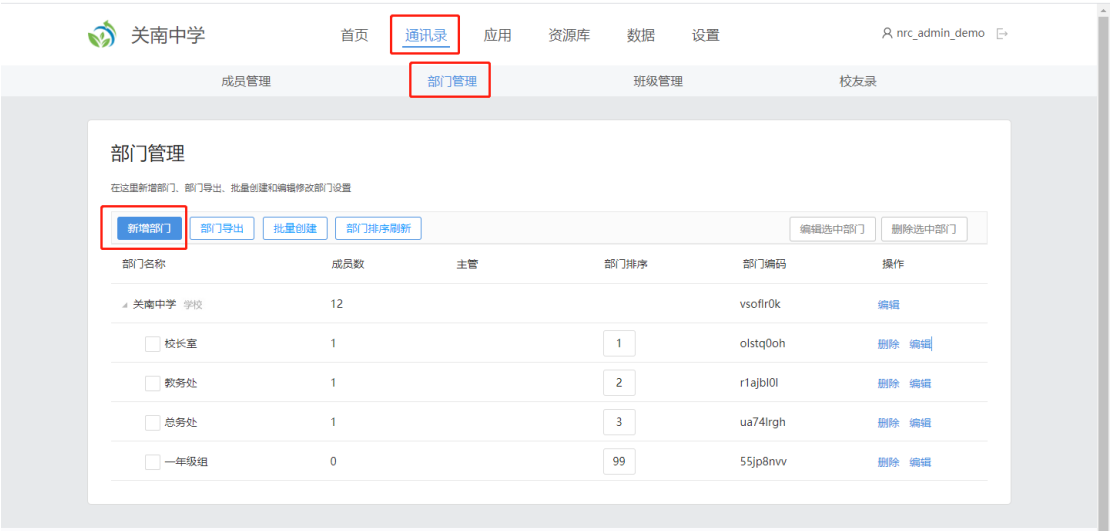 关南中学 首页 通讯录 应用 资源库 数据 设置 nrc_admin_demo
成员管理 部门管理 班级管理 校友录
部门管理
在这里新增部门、部门导出、批量创建和编辑修改部门设置
新增部门 部门导出 批量创建 部门排序刷新 编辑选中部门 删除选中部门
部门名称 成员数 主管 部门排序 部门编码 操作
关南中学 学校 12 vsoflr0k 编辑
校长室 1 1 olstq0oh 删除 编辑
教务处 1 2 r1ajbl0l 删除 编辑
总务处 1 3 ua74lrgh 删除 编辑
一年级组 0 99 55jp8nvv 删除 编辑